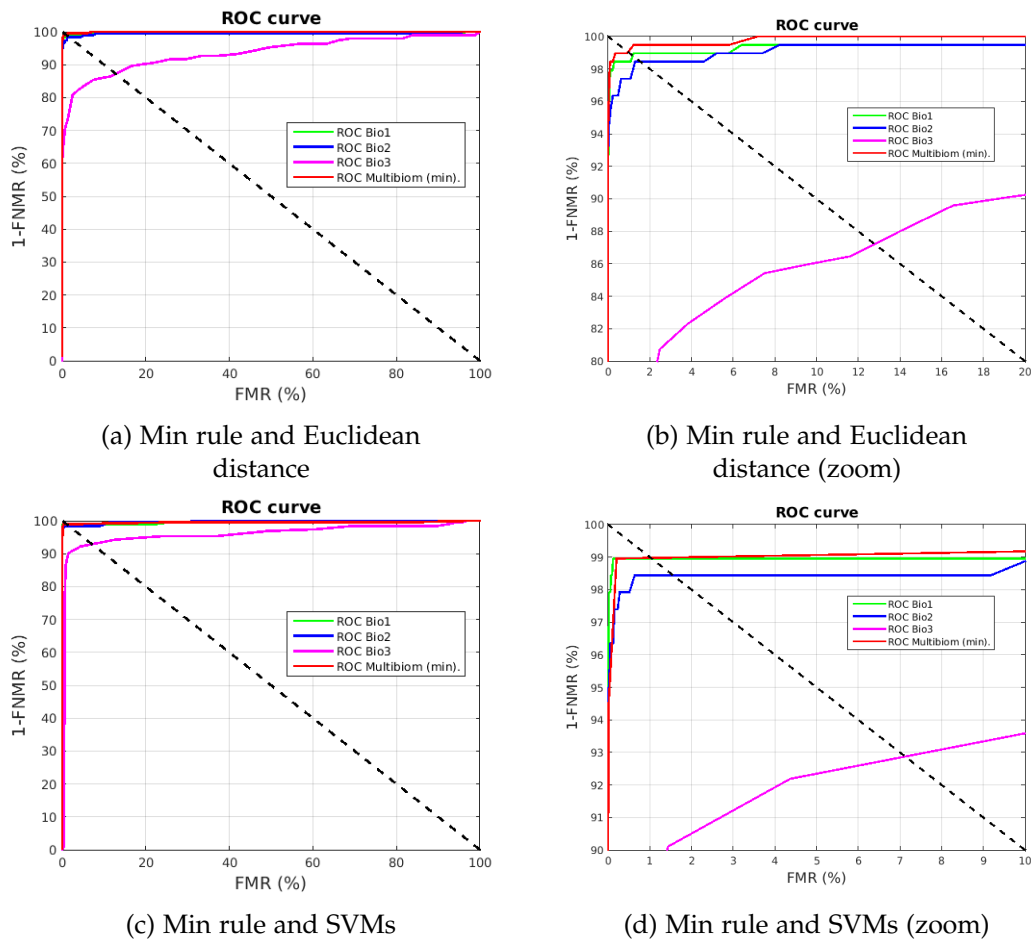 ROC curve
100
90
80
70
60
50
40
30
20
10
0
1-FNMR (%)
0 20 40 60 80 100
FMR (%)
ROC Bio1
ROC Bio2
ROC Bio3
ROC Multibiom (min).
(a) Min rule and Euclidean
distance
ROC curve
100
98
96
94
92
90
88
86
84
82
80
1-FNMR (%)
0 2 4 6 8 10 12 14 16 18 20
FMR (%)
ROC Bio1
ROC Bio2
ROC Bio3
ROC Multibiom (min).
(b) Min rule and Euclidean
distance (zoom)
ROC curve
100
90
80
70
60
50
40
30
20
10
0
1-FNMR (%)
0 20 40 60 80 100
FMR (%)
ROC Bio1
ROC Bio2
ROC Bio3
ROC Multibiom (min).
(c) Min rule and SVMs
ROC curve
100
99
98
97
96
95
94
93
92
91
90
1-FNMR (%)
0 1 2 3 4 5 6 7 8 9 10
FMR (%)
ROC Bio1
ROC Bio2
ROC Bio3
ROC Multibiom (min).
(d) Min rule and SVMs (zoom)